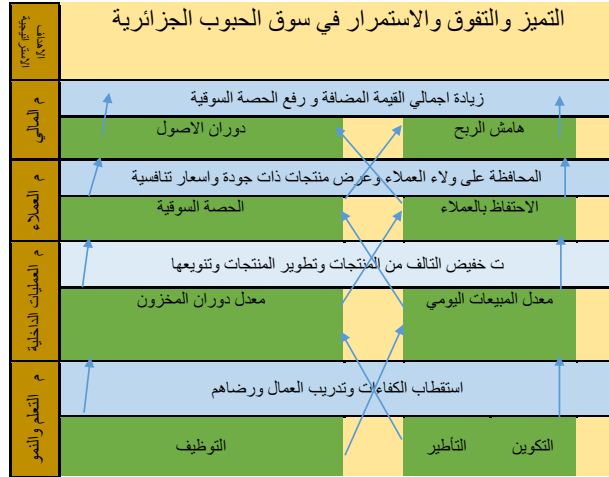 الاهداف الاستراتيجية
التميز والتفوق والاستمرار في سوق الحبوب الجزائرية
م المالي
زيادة اجمالي القيمة المضافة و رفع الحصة السوقية
هامش الربح
دوران الاصول
م العملاء
المحافظة على ولاء العملاء وعرض منتجات ذات جودة واسعار تنافسية
الاحتفاظ بالعملاء
الحصة السوقية
م العمليات الداخلية
ت خفيض التالف من المنتجات وتطوير المنتجات وتنويعها
معدل المبيعات اليومي
معدل دوران المخزون
م التعلم والنمو
استقطاب الكفاءات وتدريب العمال ورضاهم
التكوين
التأطير
التوظيف